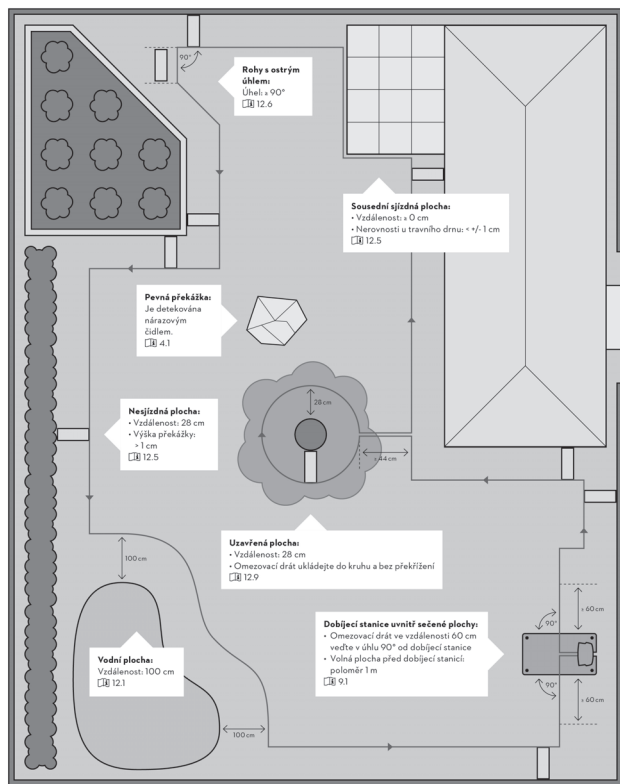 90°
Rohy s ostrým
úhlem:
Úhel: ≥ 90°
12.6
Sousední sjízdná plocha:
• Vzdálenost: ≥ 0 cm
• Nerovnosti u travního drnu: < +/- 1 cm
12.5
Pevná překážka:
Je detekována
nárazovým
čidlem.
4.1
28 cm
Nesjízdná plocha:
• Vzdálenost: 28 cm
• Výška překážky:
> 1 cm
12.5
≥ 44 cm
Uzavřená plocha:
• Vzdálenost: 28 cm
• Omezovací drát ukládejte do kruhu a bez překřížení
12.9
100 cm
≥ 60 cm
90°
Dobíjecí stanice uvnitř sečené plochy:
• Omezovací drát ve vzdálenosti 60 cm
veďte v úhlu 90° od dobíjecí stanice
• Volná plocha před dobíjecí stanicí:
poloměr 1 m
9.1
Vodní plocha:
Vzdálenost: 100 cm
12.1
90°
≥ 60 cm
100 cm